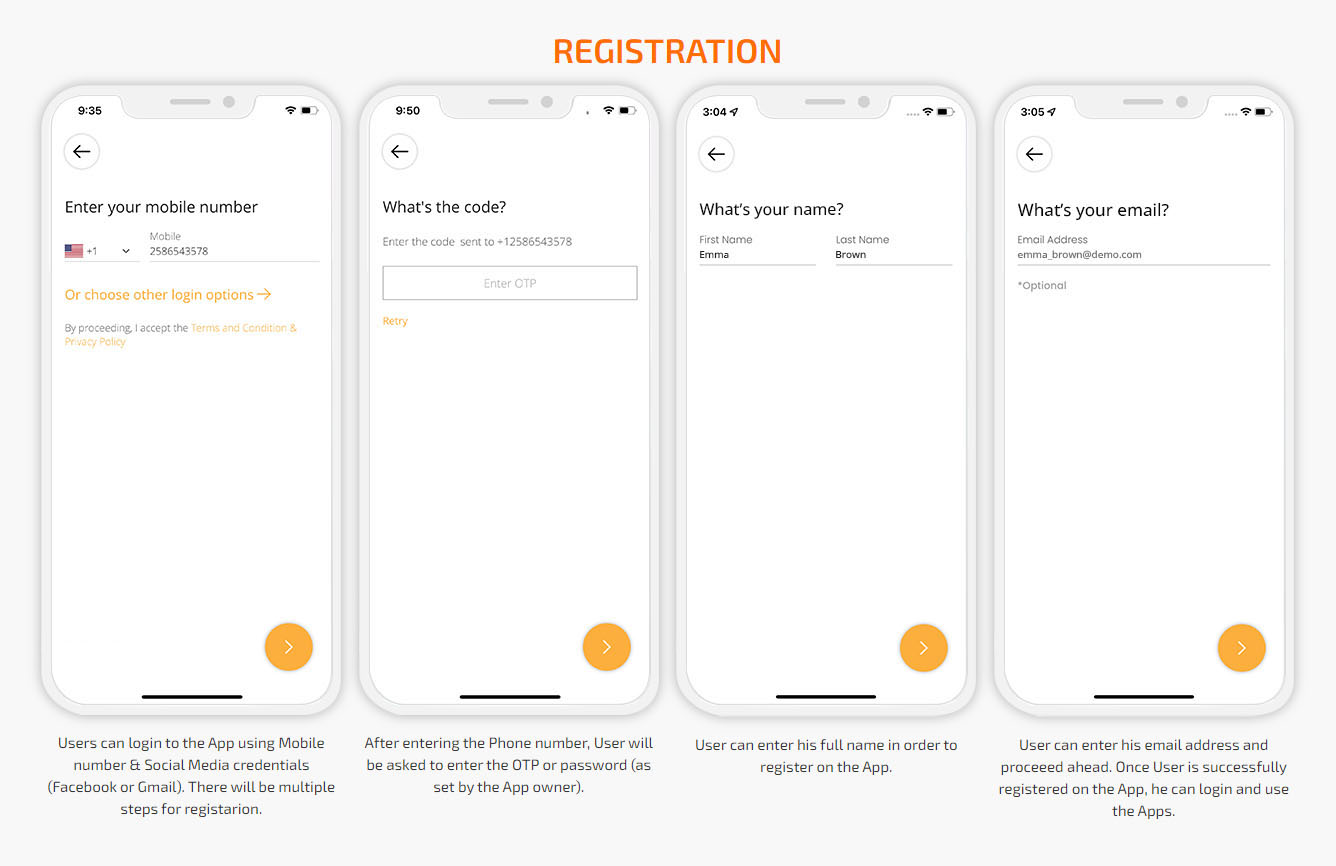 REGISTRATION
9:35
Enter your mobile number
Mobile
+1
2586543578
Or choose other login options
By proceeding, I accept the Terms and Condition &
Privacy Policy
Users can login to the App using Mobile
number & Social Media credentials
(Facebook or Gmail). There will be multiple
steps for registarion.
9:50
What's the code?
Enter the code sent to +12586543578
Enter OTP
Retry
After entering the Phone number, User will
be asked to enter the OTP or password (as
set by the App owner).
3:04
What's your name?
First Name
Last Name
Emma
Brown
User can enter his full name in order to
register on the App.
3:05
What's your email?
Email Address
emma_brown@demo.com
*Optional
User can enter his email address and
proceeed ahead. Once User is successfully
registered on the App, he can login and use
the Apps.